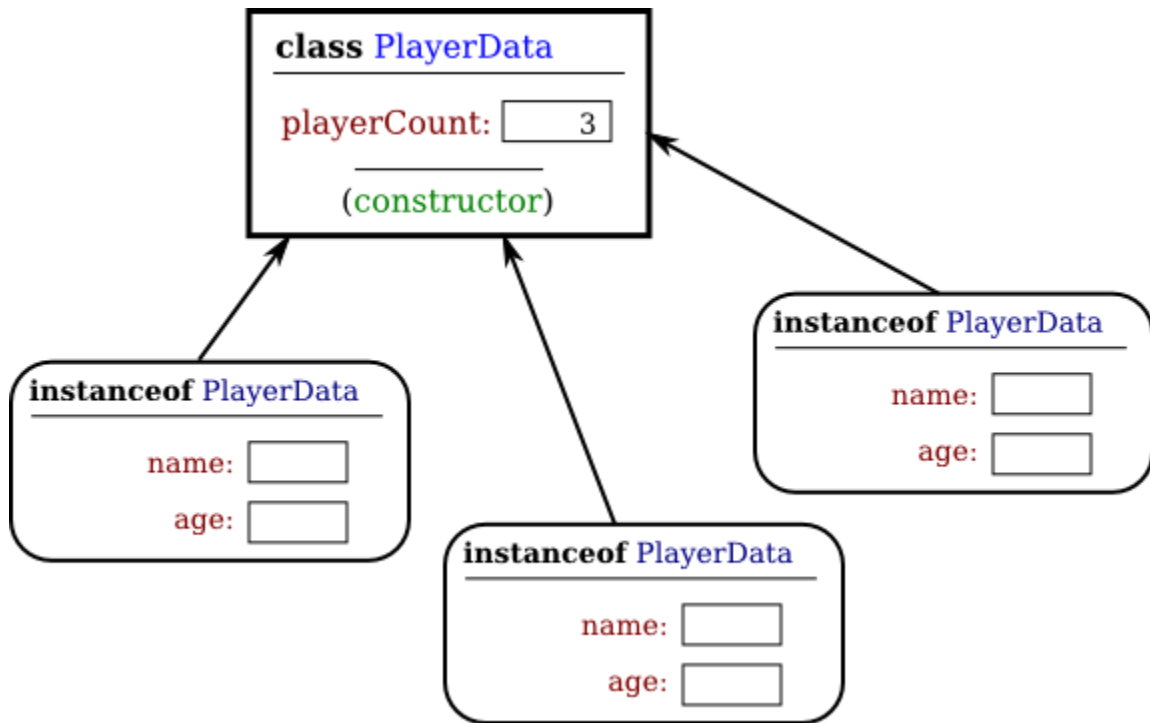 class PlayerData
playerCount: 3
(constructor)
instanceof PlayerData
name:
age:
instanceof PlayerData
name:
age:
instanceof PlayerData
name:
age: